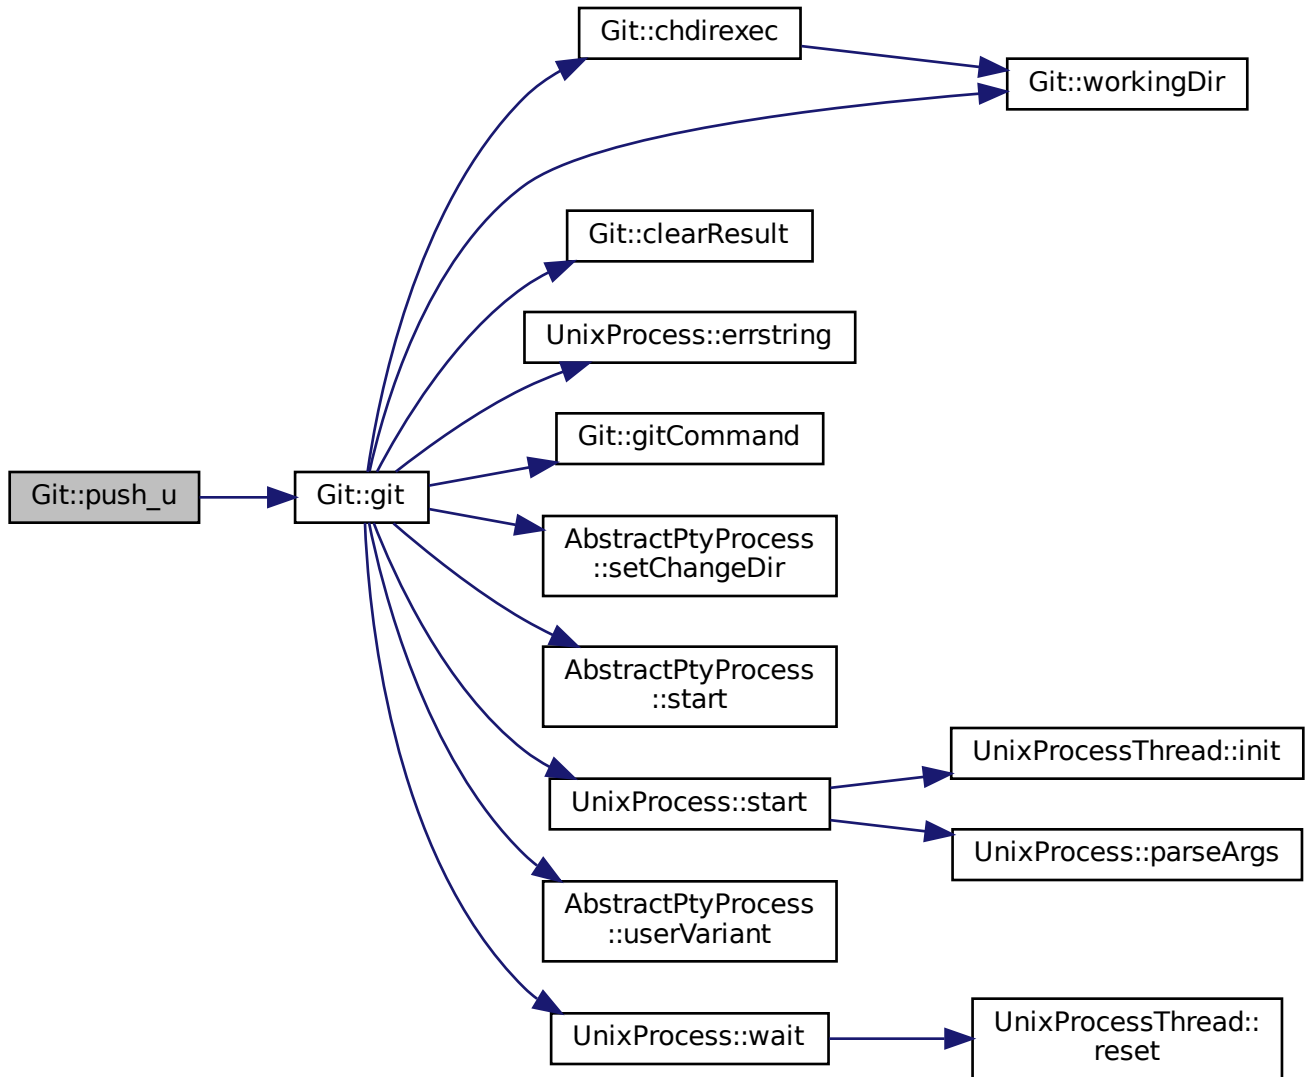 Git::chdirexec
Git::workingDir
Git::clearResult
UnixProcess::errstring
Git::gitCommand
Git::push_u
Git::git
AbstractPtyProcess
::setChangeDir
AbstractPtyProcess
::start
UnixProcessThread::init
UnixProcess::start
UnixProcess::parseArgs
AbstractPtyProcess
::userVariant
UnixProcess::wait
UnixProcessThread::
reset